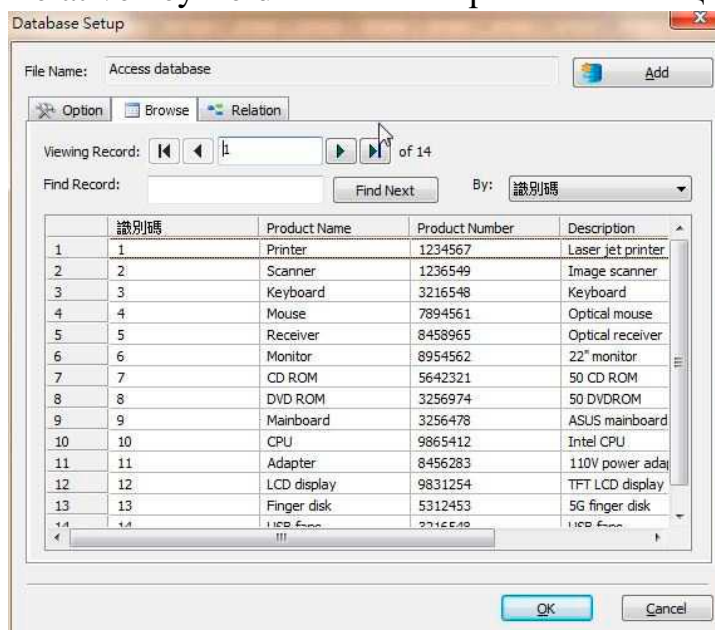 Database Setup
File Name: Access database Add
Option Browse Relation
Viewing Record: 1 of 14
Find Record: Find Next By: 識別碼
識別碼 Product Name Product Number Description
1 1 Printer 1234567 Laser jet printer
2 2 Scanner 1236549 Image scanner
3 3 Keyboard 3216548 Keyboard
4 4 Mouse 7894561 Optical mouse
5 5 Receiver 8458965 Optical receiver
6 6 Monitor 8954562 22" monitor
7 7 CD ROM 5642321 50 CD ROM
8 8 DVD ROM 3256974 50 DVDROM
9 9 Mainboard 3256478 ASUS mainboard
10 10 CPU 9865412 Intel CPU
11 11 Adapter 8456283 110V power adap
12 12 LCD display 9831254 TFT LCD display
13 13 Finger disk 5312453 5G finger disk
14 14
OK Cancel